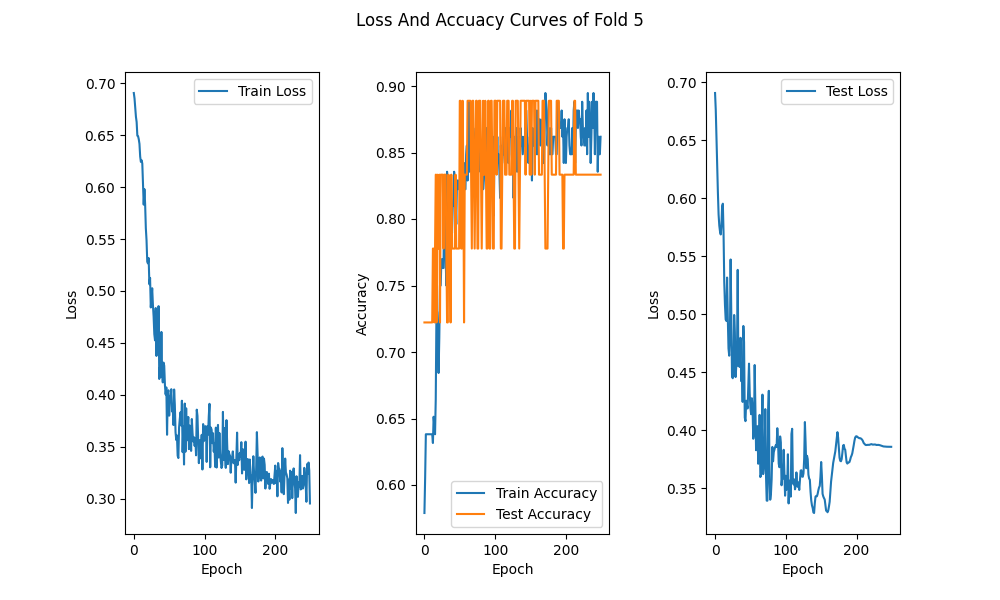 Loss And Accuacy Curves of Fold 5
Train Loss
0.70
0.65
0.60
0.55
0.50
0.45
0.40
0.35
0.30
Loss
0 100 200
Epoch
0.90
0.85
0.80
0.75
0.70
0.65
0.60
Accuracy
Train Accuracy
Test Accuracy
0 100 200
Epoch
Test Loss
0.70
0.65
0.60
0.55
0.50
0.45
0.40
0.35
Loss
0 100 200
Epoch